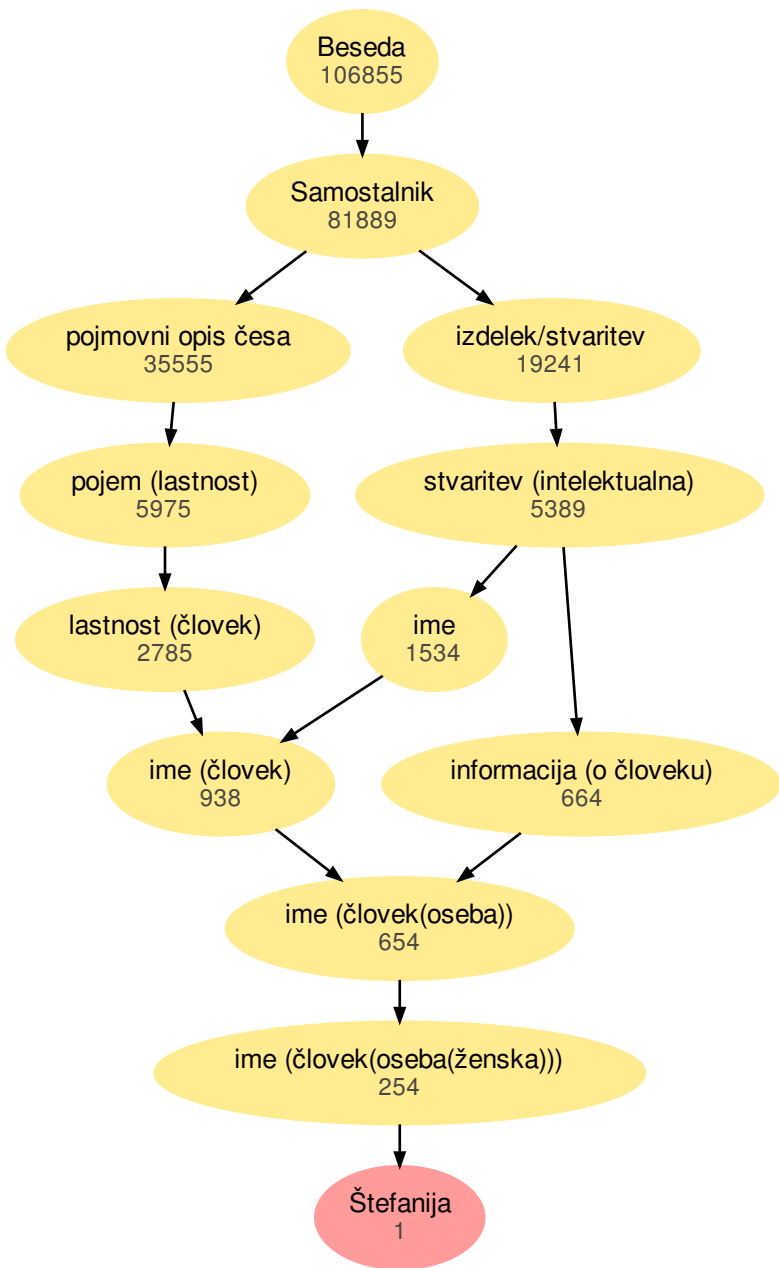 Beseda
106855
Samostalnik
81889
pojmovni opis česa
35555
izdelek/stvaritev
19241
pojem (lastnost)
5975
stvaritev (intelektualna)
5389
lastnost (človek)
2785
ime
1534
ime (človek)
938
informacija (o človeku)
664
ime (človek(oseba))
654
ime (človek(oseba(ženska)))
254
Štefanija
1